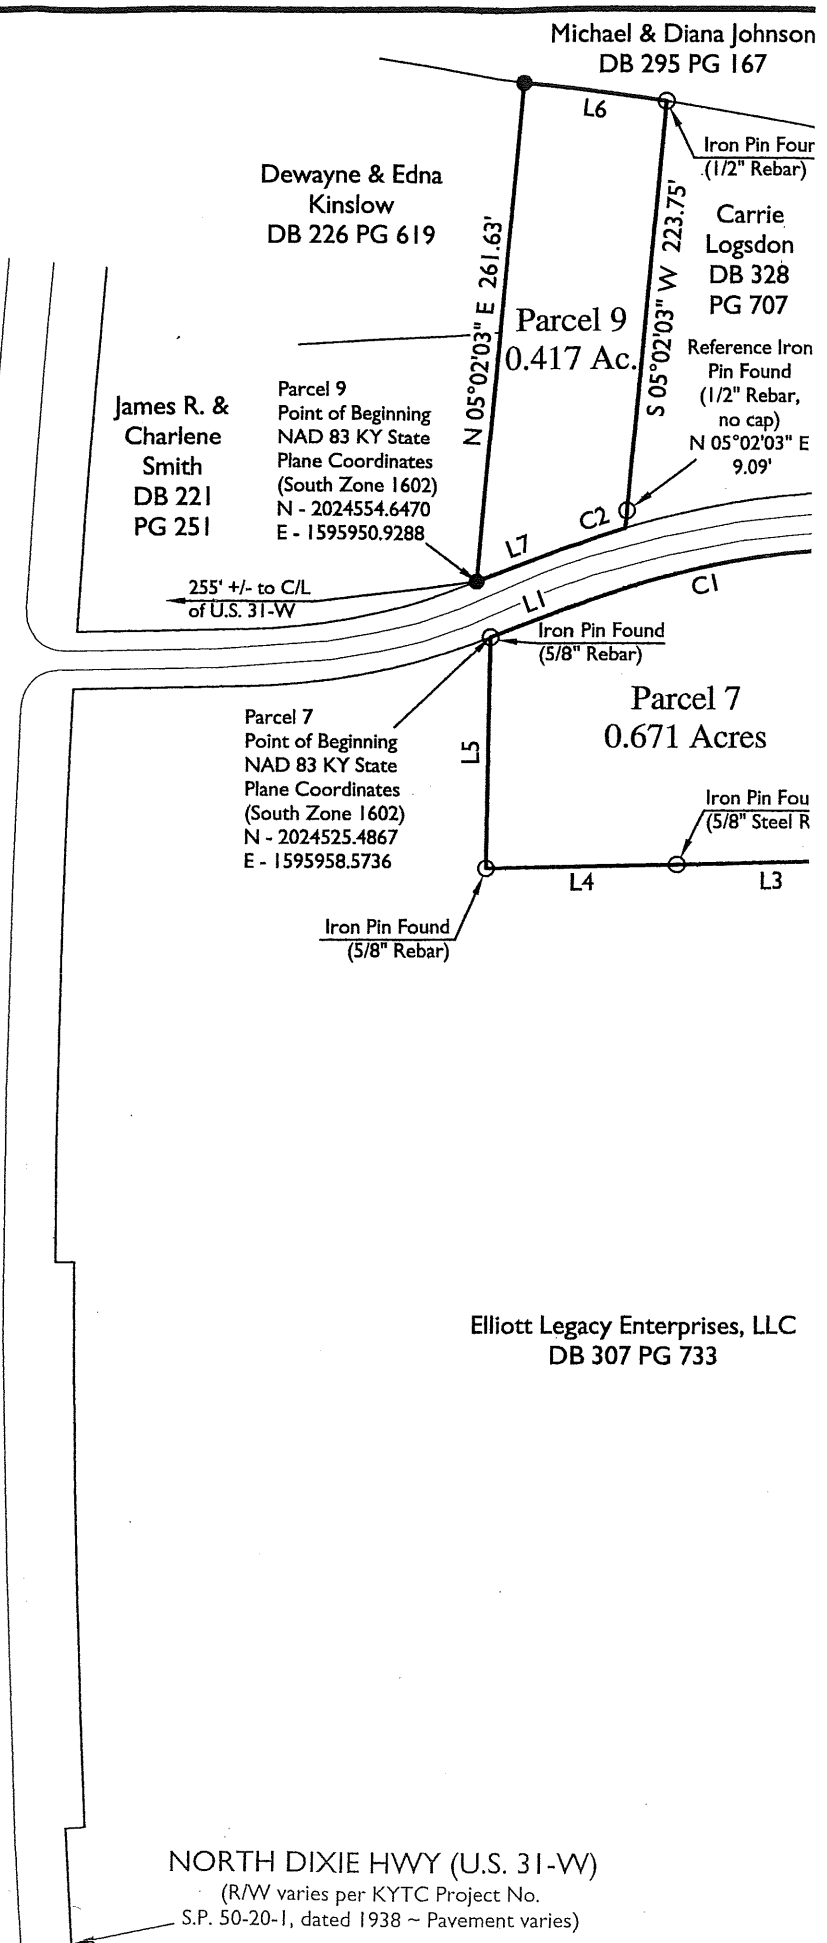 Michael & Diana Johnson
DB 295 PG 167
L6
Iron Pin Four
(1/2" Rebar)
Dewayne & Edna
Kinslow
DB 226 PG 619
N 05°02'03" E 261.63'
S 05°02'03" W 223.75'
Carrie
Logsdon
DB 328
PG 707
Parcel 9
0.417 Ac.
Reference Iron
Pin Found
(1/2" Rebar,
no cap)
N 05°02'03" E
9.09'
James R. &
Charlene
Smith
DB 221
PG 251
Parcel 9
Point of Beginning
NAD 83 KY State
Plane Coordinates
(South Zone 1602)
N - 2024554.6470
E - 1595950.9288
L7
C2
255' +/- to C/L
of U.S. 31-W
L1
C1
Iron Pin Found
(5/8" Rebar)
Parcel 7
0.671 Acres
Parcel 7
Point of Beginning
NAD 83 KY State
Plane Coordinates
(South Zone 1602)
N - 2024525.4867
E - 1595958.5736
L5
Iron Pin Fou
(5/8" Steel R
L4
L3
Iron Pin Found
(5/8" Rebar)
Elliott Legacy Enterprises, LLC
DB 307 PG 733
NORTH DIXIE HWY (U.S. 31-W)
(R/W varies per KYTC Project No.
S.P. 50-20-1, dated 1938 ~ Pavement varies)